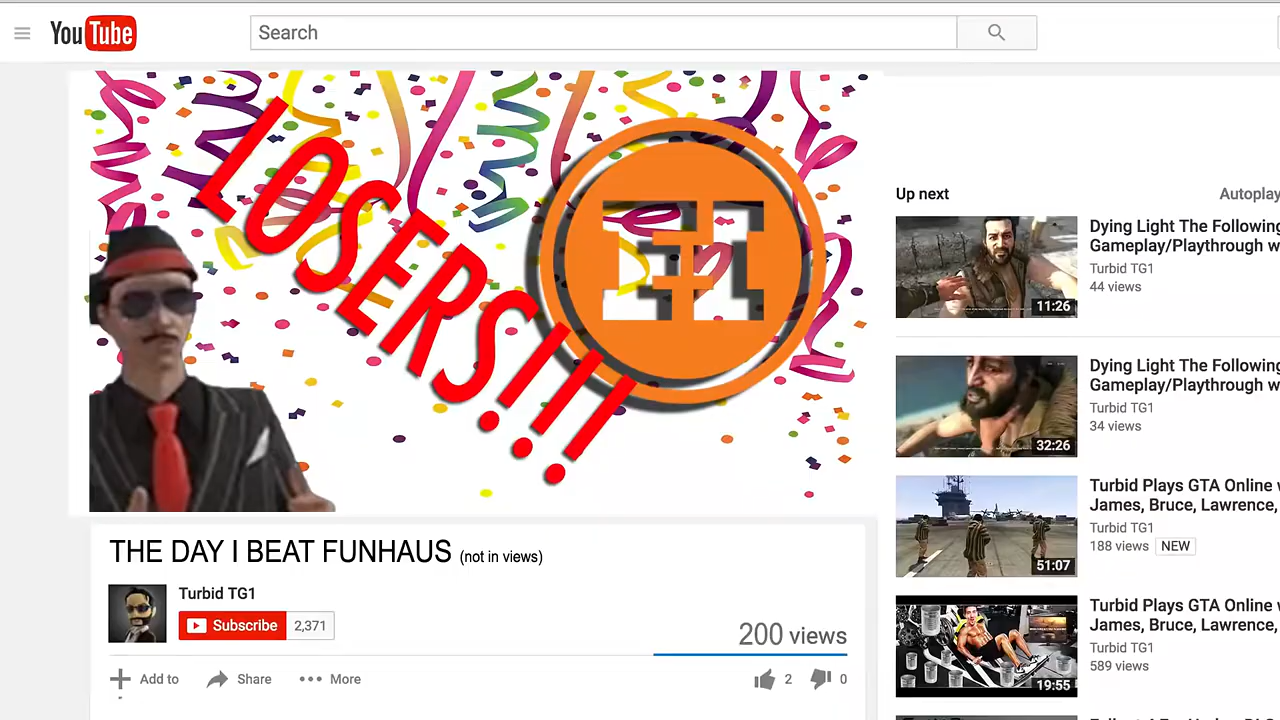 YouTube
Search
LOSERS!!!
Up next
Autoplay
11:26
Dying Light The Following
Gameplay/Playthrough w
Turbid TG1
44 views
32:26
Dying Light The Following
Gameplay/Playthrough w
Turbid TG1
34 views
51:07
Turbid Plays GTA Online w
James, Bruce, Lawrence,
Turbid TG1
188 views NEW
19:55
Turbid Plays GTA Online w
James, Bruce, Lawrence,
Turbid TG1
589 views
THE DAY I BEAT FUNHAUS (not in views)
Turbid TG1
Subscribe 2,371
200 views
Add to Share More 2 0